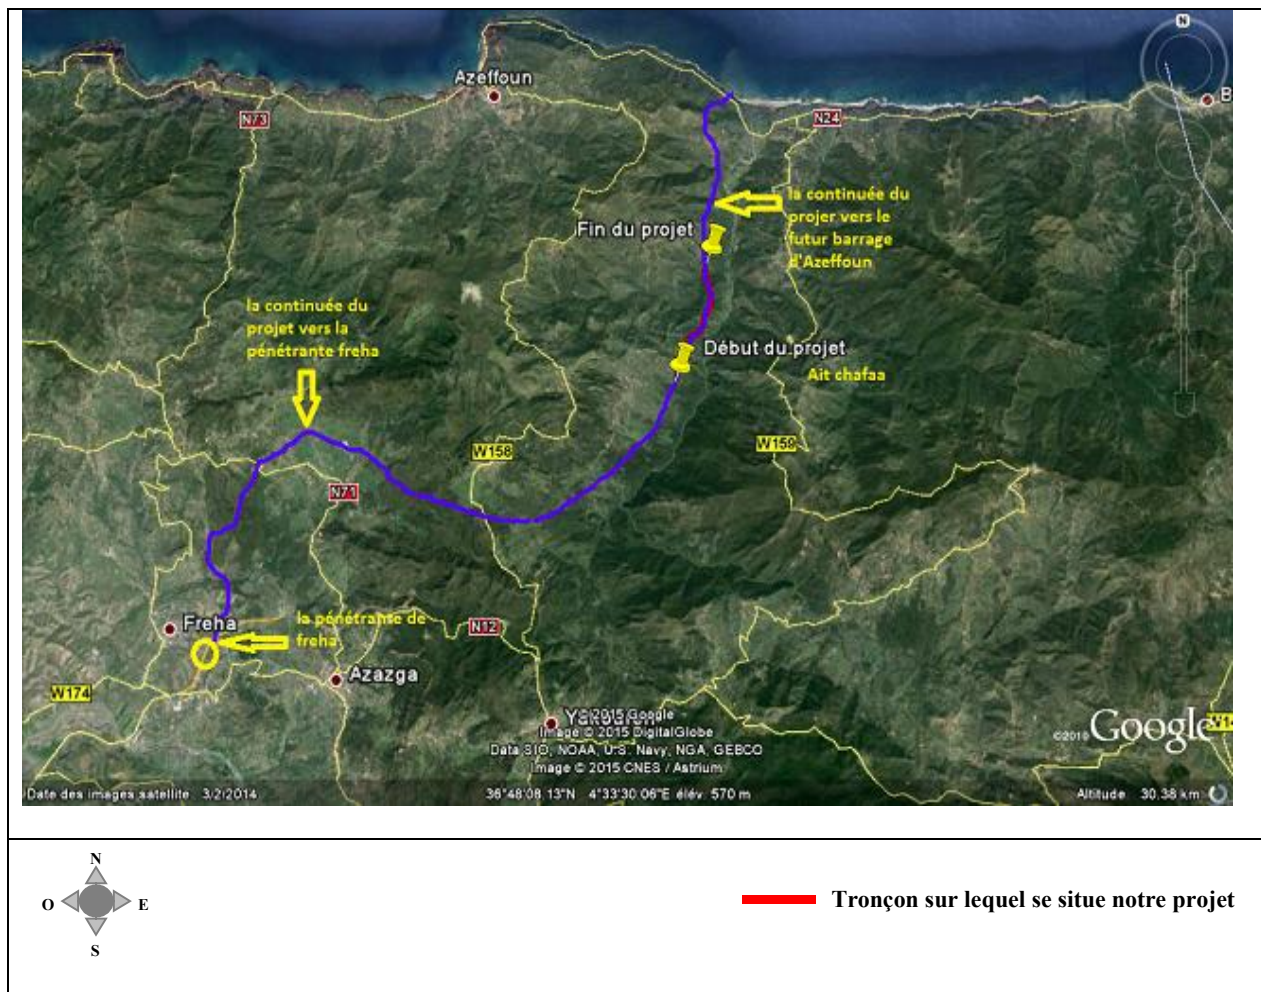 N
Azeffoun
B
N73
N24
la continuée du
projer vers le
futur barrage
d'Azeffoun
Fin du projet
la continuée du
projet vers la
pénétrante freha
Début du projet
Ait chafaa
W158
W159
N71
Freha
la pénétrante de
freha
N12
Azazga
W174
©2015 Google
Image © 2015 DigitalGlobe
Data SIO, NOAA, U.S. Navy, NGA, GEBCO
Image © 2015 CNES / Astrium
©2010 Google
Date des images satellite 3/2/2014
36°48'08.13"N 4°33'30.06"E élév. 570 m
Altitude 30.38 km
N
O E
S
Tronçon sur lequel se situe notre projet